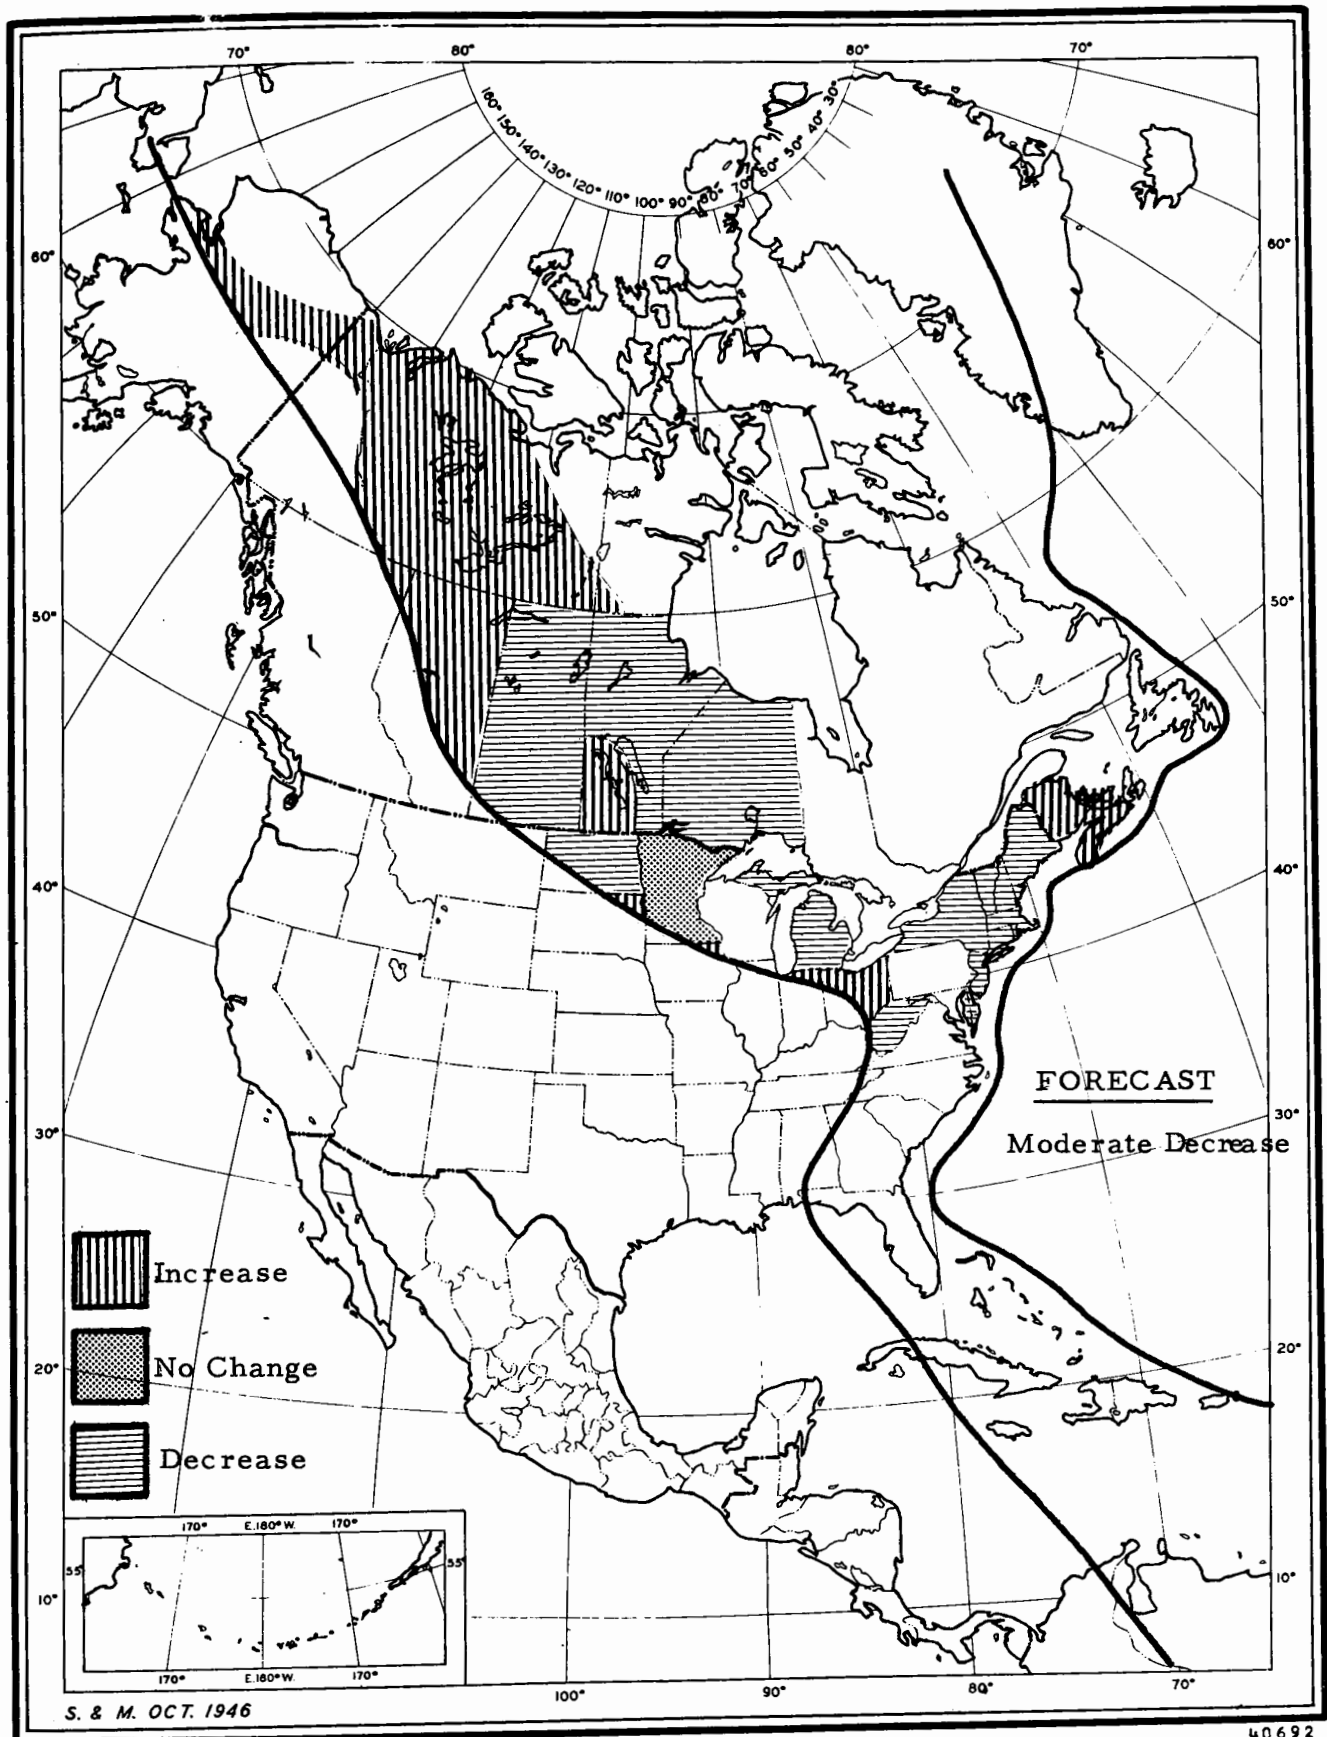 70° 80° 80° 70°
160° 150° 140° 130° 120° 110° 100° 90° 80° 70° 60° 50° 40° 30°
60° 60°
50° 50°
40° 40°
FORECAST
30° 30°
Moderate Decrease
Increase
No Change
20° 20°
Decrease
170° E.180° W. 170°
55 55°
10° 10°
170° E.180° W. 170°
100° 90° 80° 70°
S. & M. OCT. 1946
40692